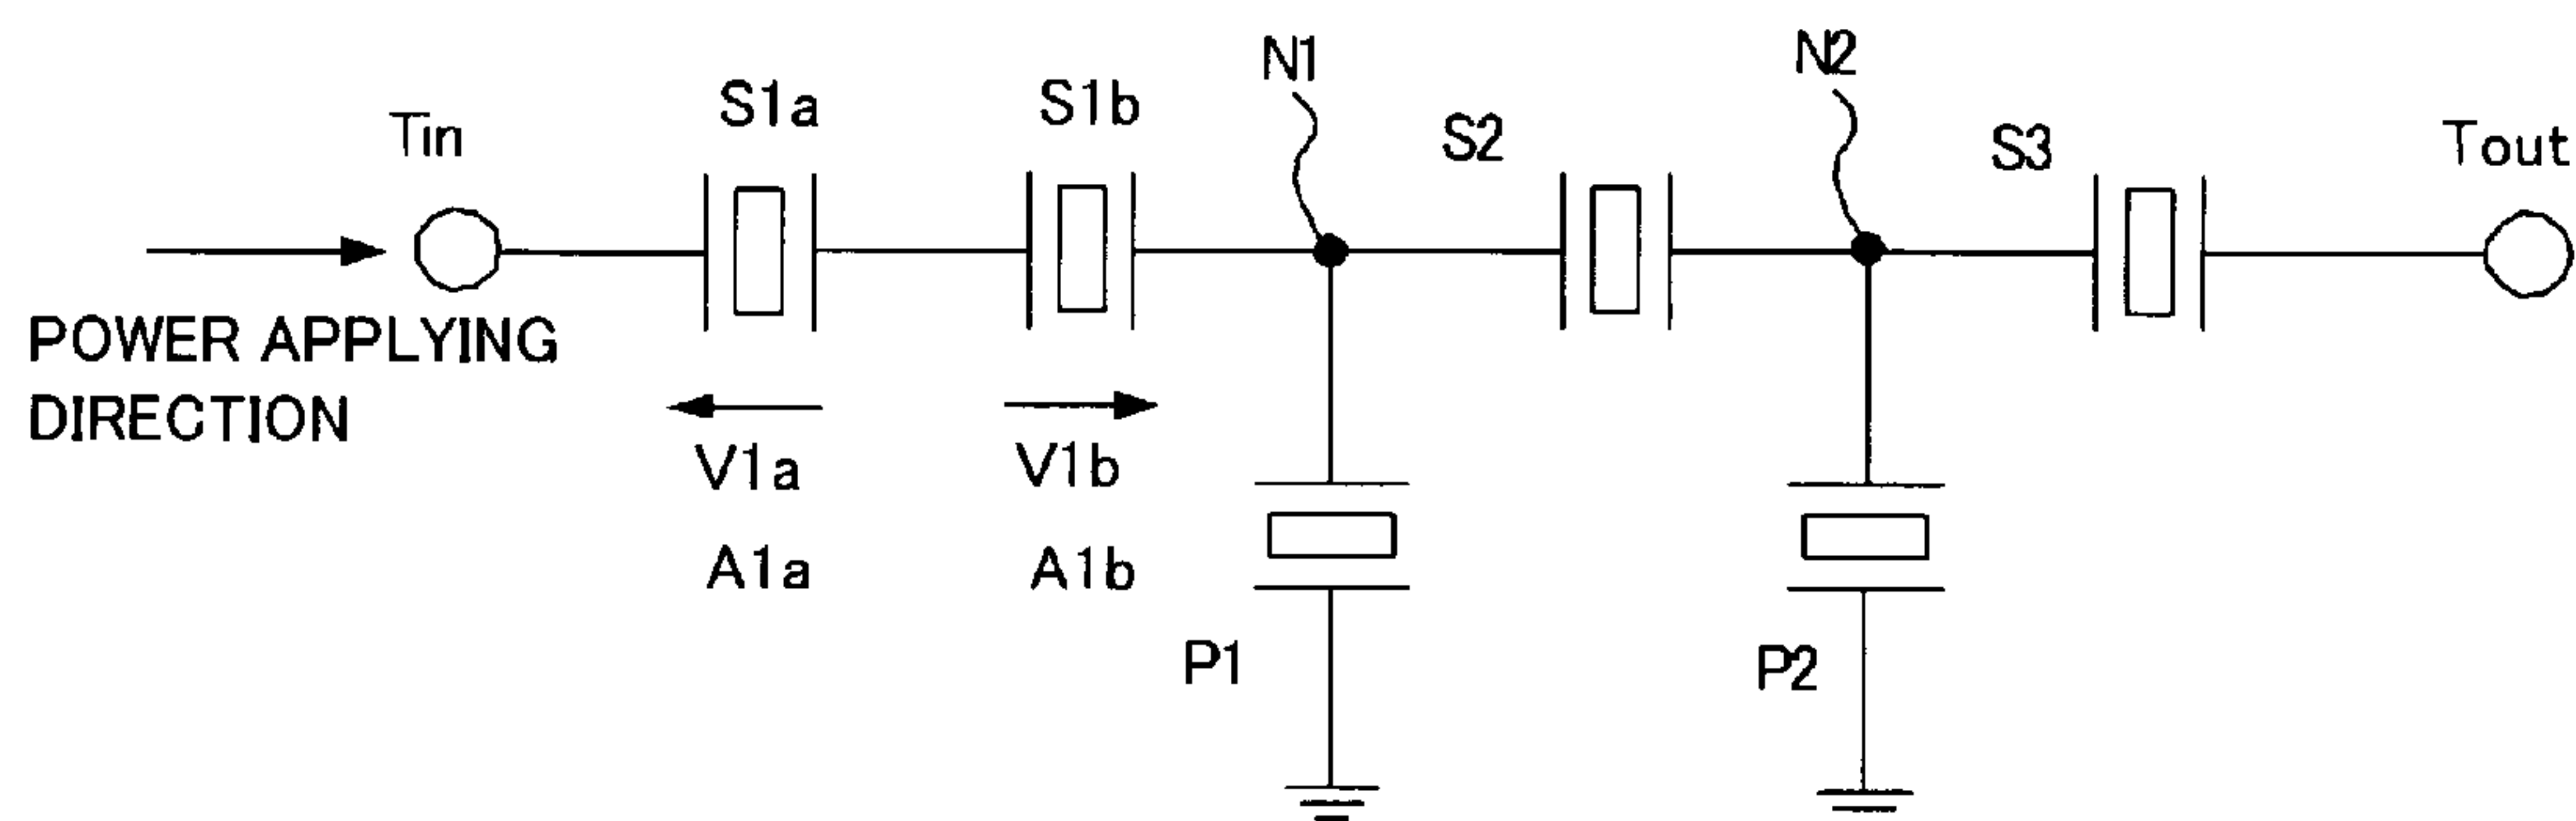 N1
N2
S1a
S1b
S2
S3
Tin
Tout
POWER APPLYING
DIRECTION
V1a
V1b
A1a
A1b
P1
P2